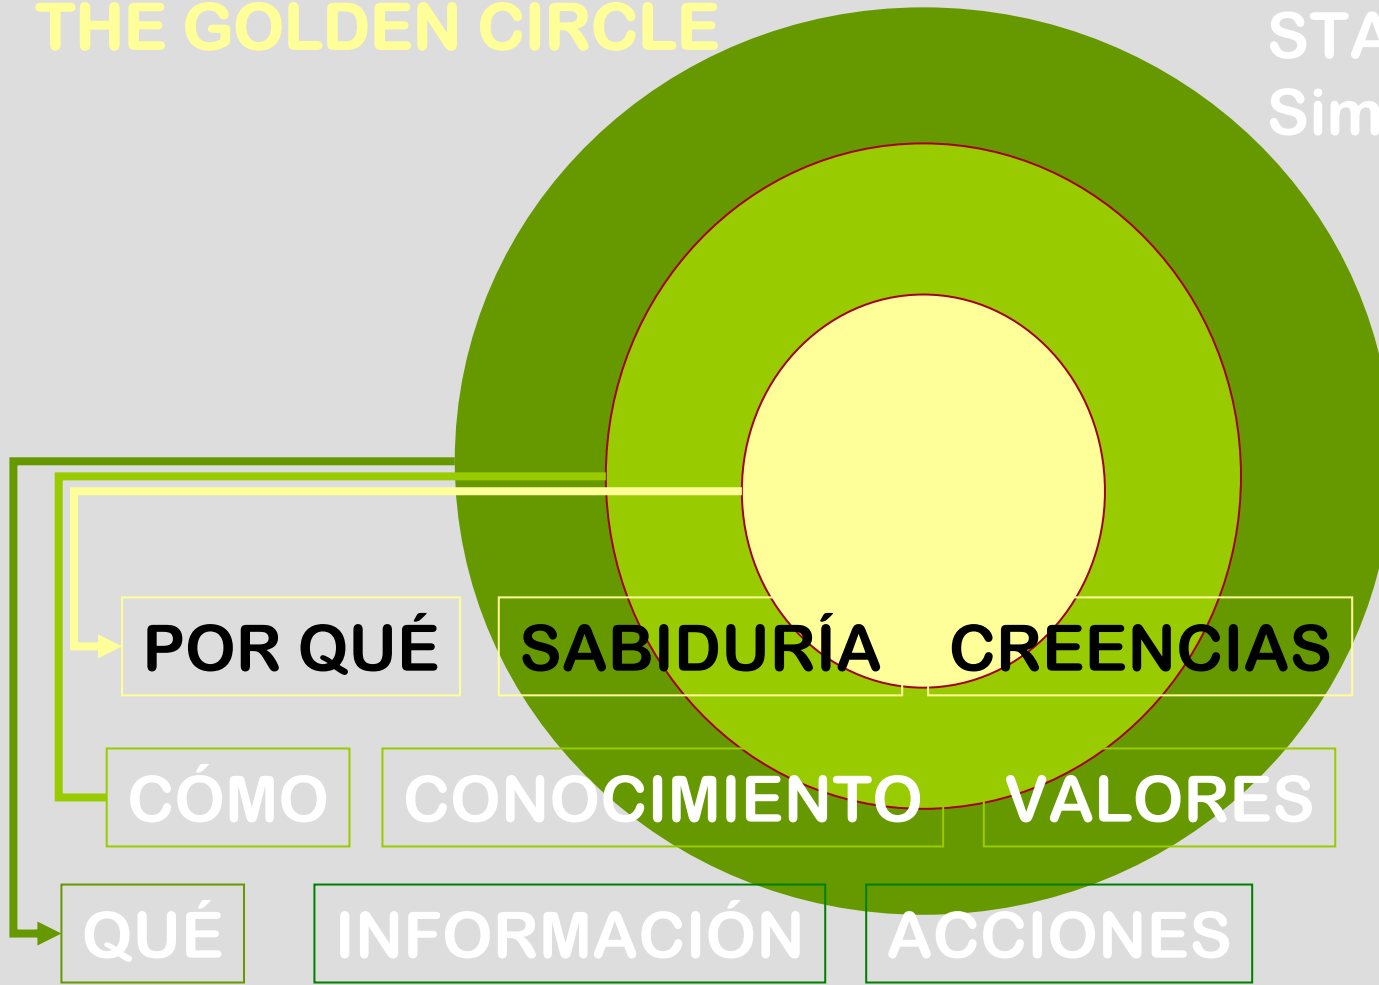 THE GOLDEN CIRCLE
STA
Sim
POR QUÉ SABIDURÍA CREENCIAS
CÓMO CONOCIMIENTO VALORES
QUÉ INFORMACIÓN ACCIONES